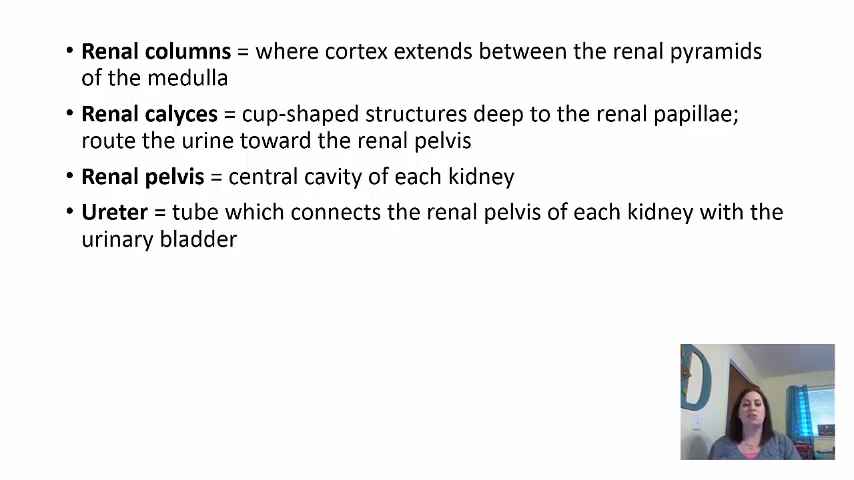 • Renal columns = where cortex extends between the renal pyramids
of the medulla
• Renal calyces = cup-shaped structures deep to the renal papillae;
route the urine toward the renal pelvis
• Renal pelvis = central cavity of each kidney
• Ureter = tube which connects the renal pelvis of each kidney with the
urinary bladder